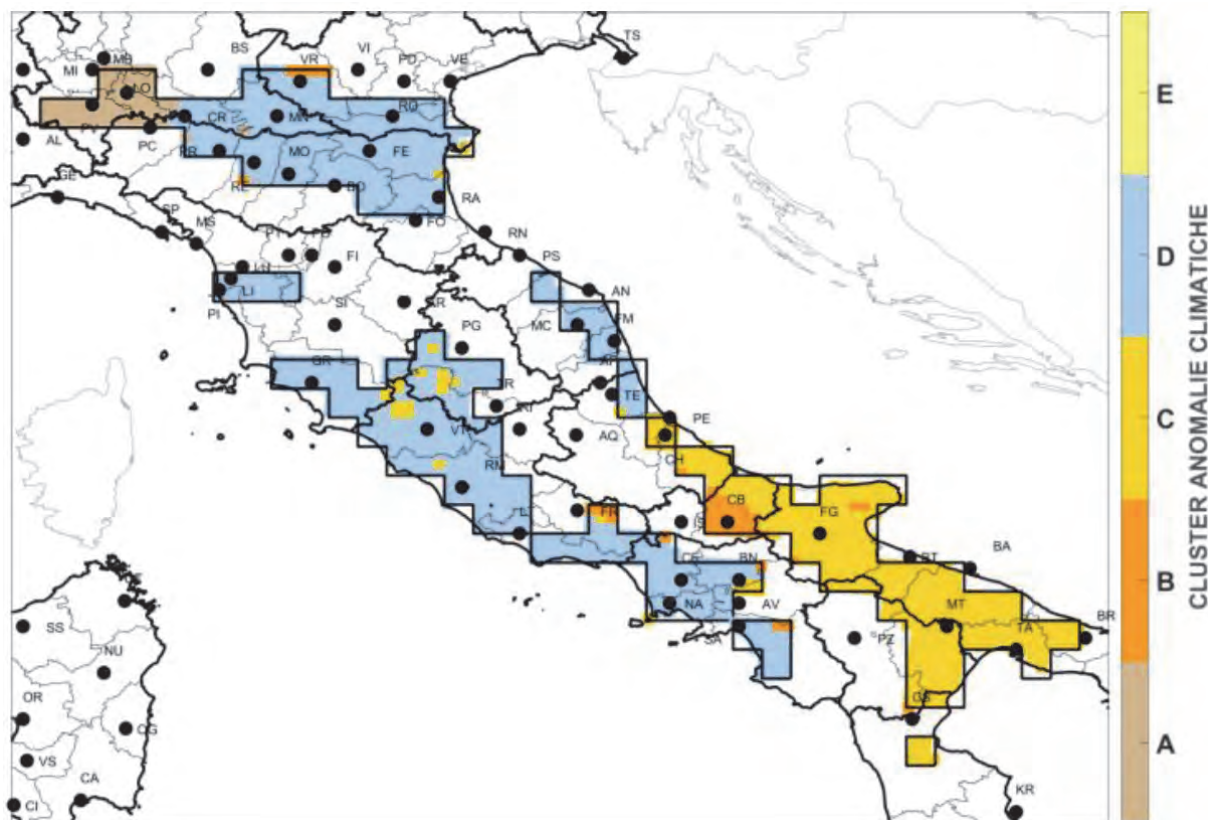 TS
BS
VR
VI
PD
VE
MI
LO
CR
MN
RO
AL
PC
PR
MO
FE
RE
BO
RA
GE
SP
MS
FO
RN
PT
FI
PS
LU
LI
AN
PI
SI
AR
PG
MC
FM
GR
AP
TR
TE
RI
PE
VT
AQ
CH
RM
CB
FG
FR
IS
LT
BT
BA
CE
BN
NA
AV
MT
SA
PZ
TA
BR
CS
SS
NU
OR
OG
VS
CA
CI
KR
E
D
C
B
A
CLUSTER ANOMALIE CLIMATICHE